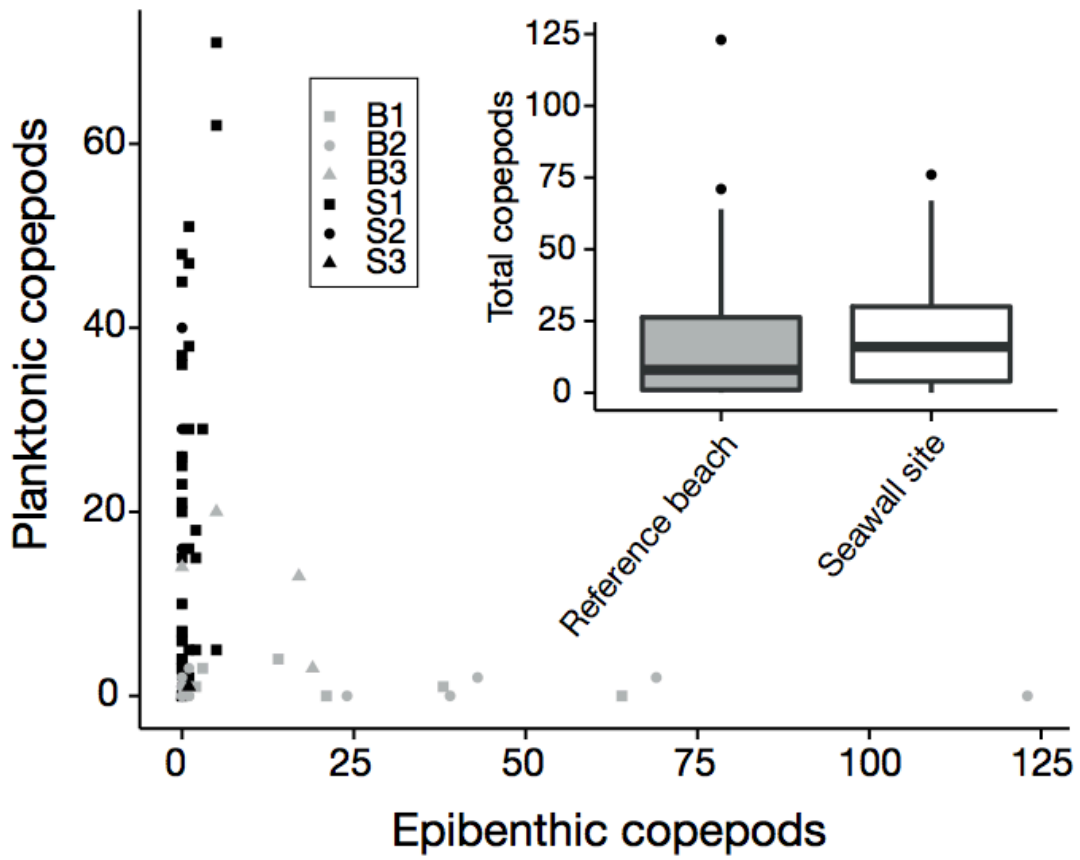 Planktonic copepods
60
40
20
0
0 25 50 75 100 125
Epibenthic copepods
B1
B2
B3
S1
S2
S3
Total copepods
125
100
75
50
25
0
Reference beach
Seawall site